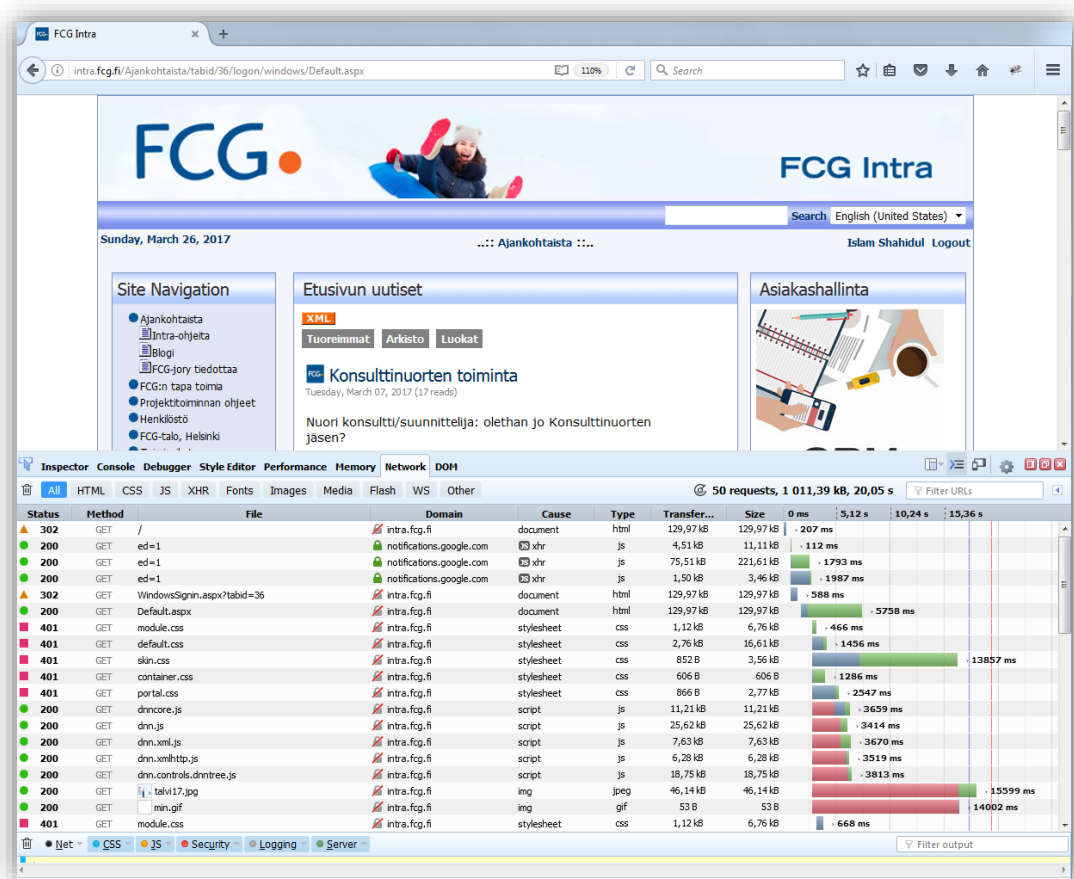 FCG Intra
intra.fcg.fi/Ajankohtaista/tabid/36/logon/windows/Default.aspx 110% Search
FCG
FCG Intra
Search English (United States)
Sunday, March 26, 2017 ..:: Ajankohtaista ::.. Islam Shahidul Logout
Site Navigation
Ajankohtaista
Intra-ohjeita
Blogi
FCG-jory tiedottaa
FCG:n tapa toimia
Projektitoiminnan ohjeet
Henkilöstö
FCG-talo, Helsinki
Etusivun uutiset
XML
Tuoreimmat Arkisto Luokat
Konsulttinuorten toiminta
Tuesday, March 07, 2017 (17 reads)
Nuori konsultti/suunnittelija: olethan jo Konsulttinuorten
jäsen?
Asiakashallinta
Inspector Console Debugger Style Editor Performance Memory Network DOM
All HTML CSS JS XHR Fonts Images Media Flash WS Other 50 requests, 1 011,39 kB, 20,05 s Filter URLs
Status Method File Domain Cause Type Transfer... Size 0 ms 5,12 s 10,24 s 15,36 s
302 GET / intra.fcg.fi document html 129,97 kB 129,97 kB 207 ms
200 GET ed=1 notifications.google.com JS xhr js 4,51 kB 11,11 kB 112 ms
200 GET ed=1 notifications.google.com JS xhr js 75,51 kB 221,61 kB 1793 ms
200 GET ed=1 notifications.google.com JS xhr js 1,50 kB 3,46 kB 1987 ms
302 GET WindowsSignin.aspx?tabid=36 intra.fcg.fi document html 129,97 kB 129,97 kB 588 ms
200 GET Default.aspx intra.fcg.fi document html 129,97 kB 129,97 kB 5758 ms
401 GET module.css intra.fcg.fi stylesheet css 1,12 kB 6,76 kB 466 ms
401 GET default.css intra.fcg.fi stylesheet css 2,76 kB 16,61 kB 1456 ms
401 GET skin.css intra.fcg.fi stylesheet css 852 B 3,56 kB 13857 ms
401 GET container.css intra.fcg.fi stylesheet css 606 B 606 B 1286 ms
401 GET portal.css intra.fcg.fi stylesheet css 866 B 2,77 kB 2547 ms
200 GET dnncore.js intra.fcg.fi script js 11,21 kB 11,21 kB 3659 ms
200 GET dnn.js intra.fcg.fi script js 25,62 kB 25,62 kB 3414 ms
200 GET dnn.xml.js intra.fcg.fi script js 7,63 kB 7,63 kB 3670 ms
200 GET dnn.xmlhttp.js intra.fcg.fi script js 6,28 kB 6,28 kB 3519 ms
200 GET dnn.controls.dnntree.js intra.fcg.fi script js 18,75 kB 18,75 kB 3813 ms
200 GET talvi17.jpg intra.fcg.fi img jpeg 46,14 kB 46,14 kB 15599 ms
200 GET min.gif intra.fcg.fi img gif 53 B 53 B 14002 ms
401 GET module.css intra.fcg.fi stylesheet css 1,12 kB 6,76 kB 668 ms
Net CSS JS Security Logging Server Filter output